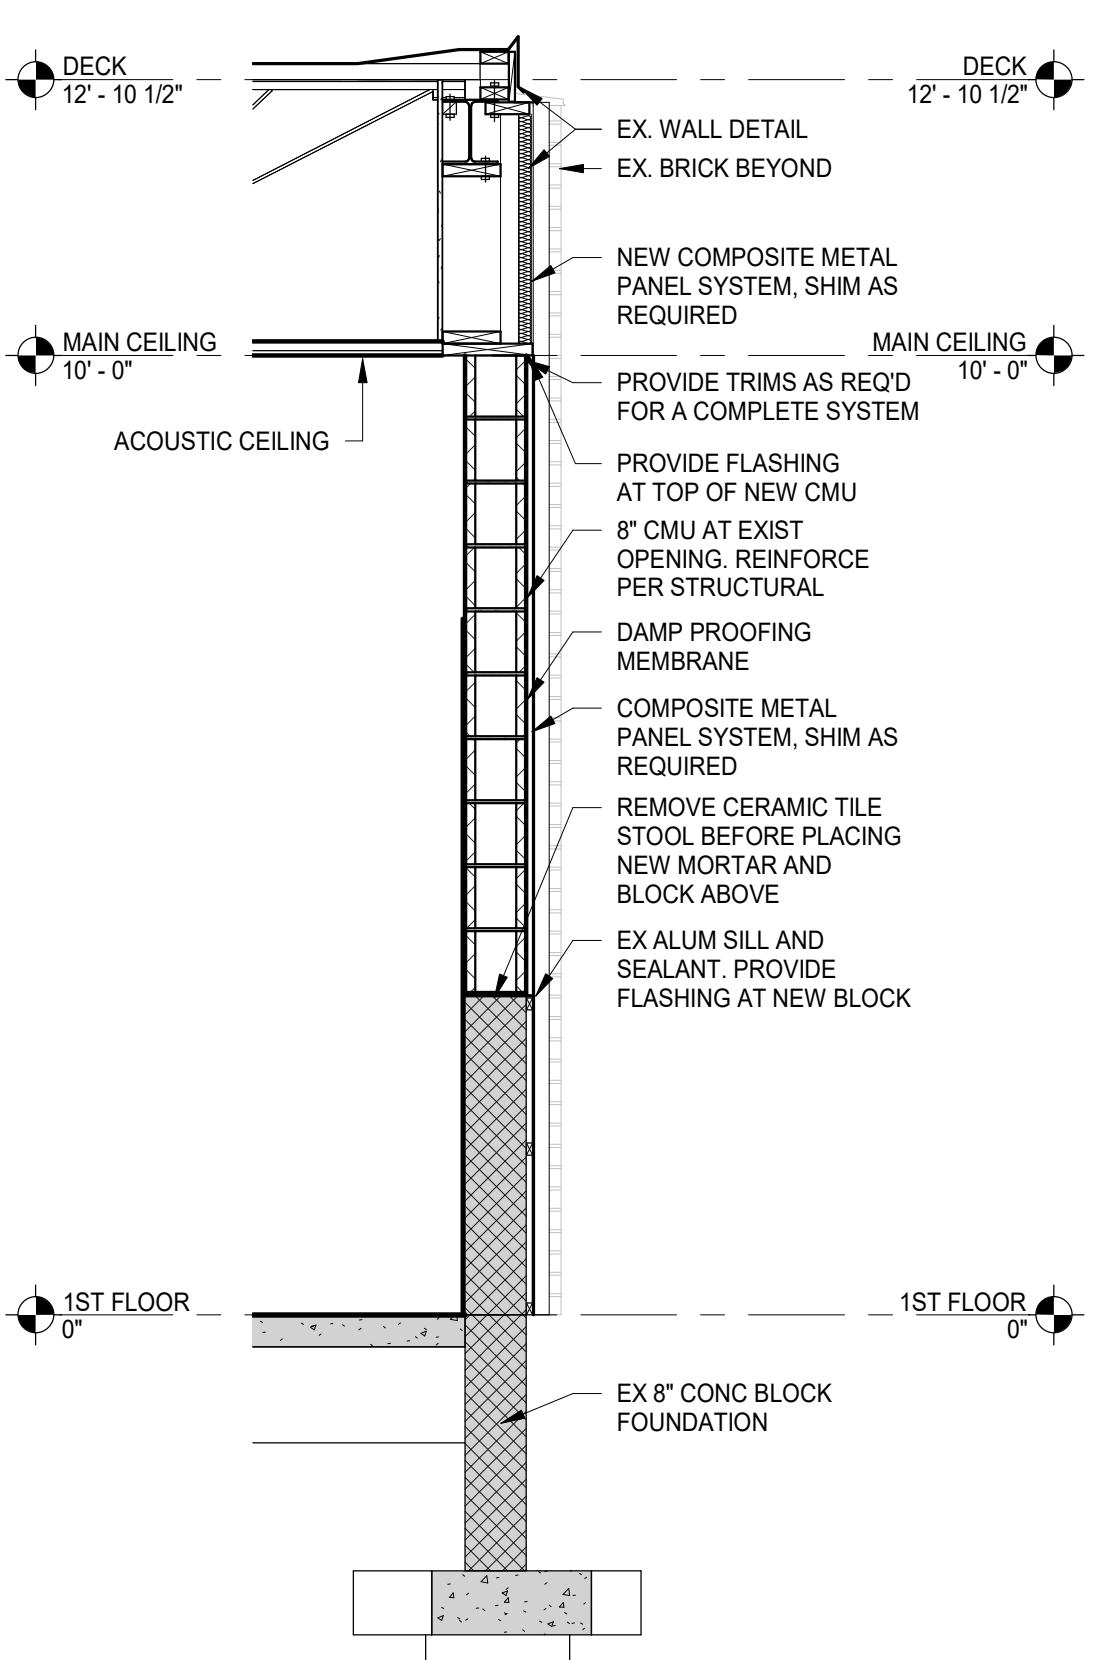 DECK
12' - 10 1/2"
DECK
12' - 10 1/2"
EX. WALL DETAIL
EX. BRICK BEYOND
NEW COMPOSITE METAL
PANEL SYSTEM, SHIM AS
REQUIRED
MAIN CEILING
10' - 0"
MAIN CEILING
10' - 0"
PROVIDE TRIMS AS REQ'D
FOR A COMPLETE SYSTEM
ACOUSTIC CEILING
PROVIDE FLASHING
AT TOP OF NEW CMU
8" CMU AT EXIST
OPENING. REINFORCE
PER STRUCTURAL
DAMP PROOFING
MEMBRANE
COMPOSITE METAL
PANEL SYSTEM, SHIM AS
REQUIRED
REMOVE CERAMIC TILE
STOOL BEFORE PLACING
NEW MORTAR AND
BLOCK ABOVE
EX ALUM SILL AND
SEALANT. PROVIDE
FLASHING AT NEW BLOCK
1ST FLOOR
0"
1ST FLOOR
0"
EX 8" CONC BLOCK
FOUNDATION